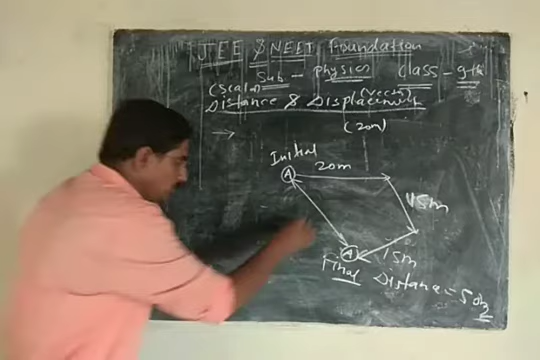 JEE & NEET Foundation
Sub - physics Class - 9th
(Scalar) (Vector)
Distance & Displacement
(20m)
Initial
A 20m
15m
A 15m
Final Distance = 50m